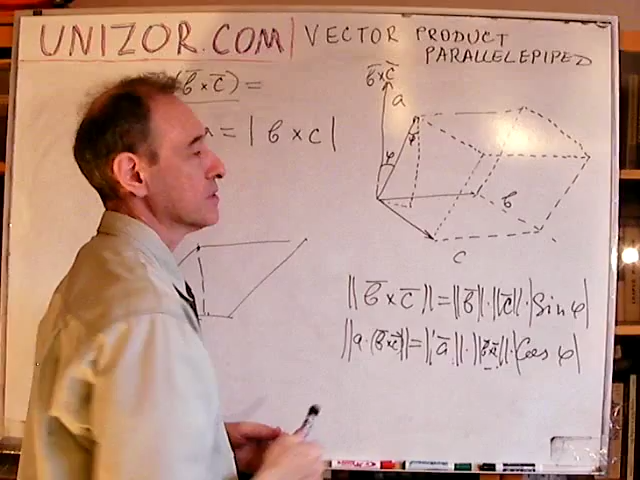 UNIZOR.COM | VECTOR PRODUCT
PARALLELEPIPED
(b̄×c̄) =
= | b × c |
b̄×c̄
a
φ
φ
b
c
||b̄ × c̄|| = ||b̄||·||c̄||·|Sin φ|
||a·(b̄×c̄)|| = ||ā||·||b̄×c̄||·|Cos φ|